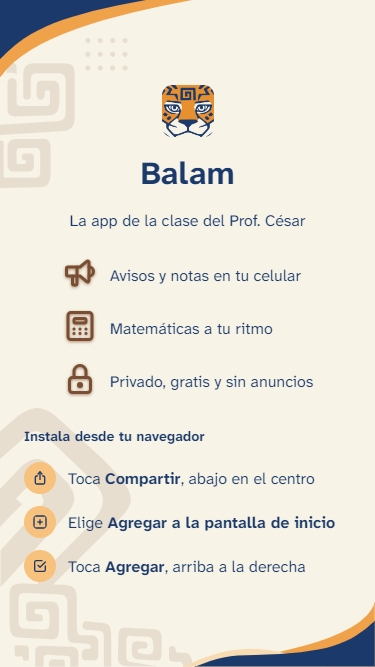 Balam
La app de la clase del Prof. César
Avisos y notas en tu celular
Matemáticas a tu ritmo
Privado, gratis y sin anuncios
Instala desde tu navegador
Toca Compartir, abajo en el centro
Elige Agregar a la pantalla de inicio
Toca Agregar, arriba a la derecha